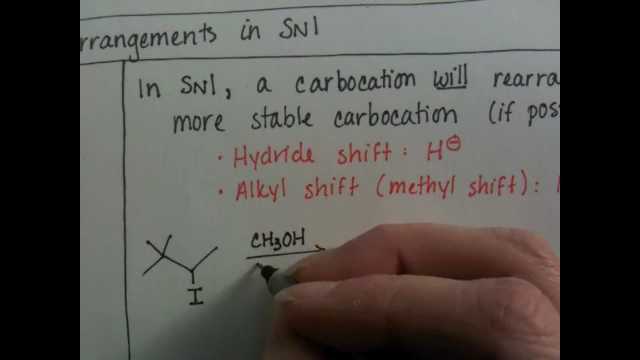 rrangements in SN1
In SN1, a carbocation will rearra
more stable carbocation (if pos
· Hydride shift : H⊖
· Alkyl shift (methyl shift) :
CH3OH
I